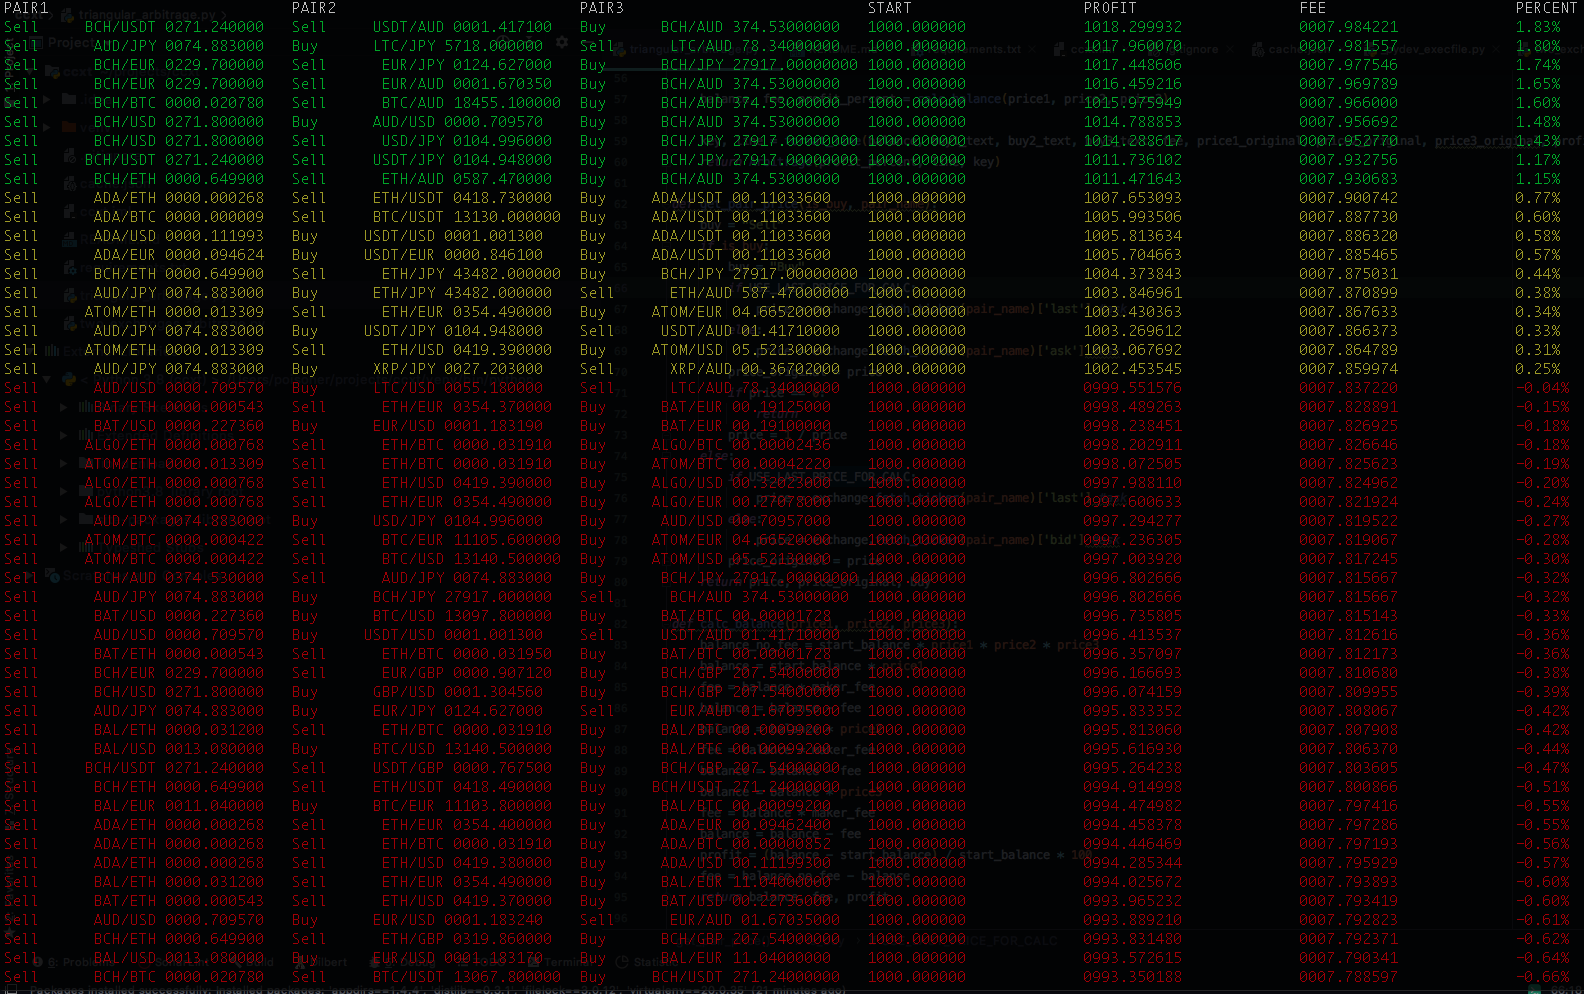 PAIR1 PAIR2 PAIR3 START PROFIT FEE PERCENT
Sell BCH/USDT 0271.240000 Sell USDT/AUD 0001.417100 Buy BCH/AUD 374.53000000 1000.000000 1018.299932 0007.984221 1.83%
Sell AUD/JPY 0074.883000 Buy LTC/JPY 5718.000000 Sell LTC/AUD 78.34000000 1000.000000 1017.960070 0007.981557 1.80%
Sell BCH/EUR 0229.700000 Sell EUR/JPY 0124.627000 Buy BCH/JPY 27917.00000000 1000.000000 1017.448606 0007.977546 1.74%
Sell BCH/EUR 0229.700000 Sell EUR/AUD 0001.670350 Buy BCH/AUD 374.53000000 1000.000000 1016.459216 0007.969789 1.65%
Sell BCH/BTC 0000.020780 Sell BTC/AUD 18455.100000 Buy BCH/AUD 374.53000000 1000.000000 1015.975949 0007.966000 1.60%
Sell BCH/USD 0271.800000 Buy AUD/USD 0000.709570 Buy BCH/AUD 374.53000000 1000.000000 1014.788853 0007.956692 1.48%
Sell BCH/USD 0271.800000 Sell USD/JPY 0104.996000 Buy BCH/JPY 27917.00000000 1000.000000 1014.288617 0007.952770 1.43%
Sell BCH/USDT 0271.240000 Sell USDT/JPY 0104.948000 Buy BCH/JPY 27917.00000000 1000.000000 1011.736102 0007.932756 1.17%
Sell BCH/ETH 0000.649900 Sell ETH/AUD 0587.470000 Buy BCH/AUD 374.53000000 1000.000000 1011.471643 0007.930683 1.15%
Sell ADA/ETH 0000.000268 Sell ETH/USDT 0418.730000 Buy ADA/USDT 00.11033600 1000.000000 1007.653093 0007.900742 0.77%
Sell ADA/BTC 0000.000009 Sell BTC/USDT 13130.000000 Buy ADA/USDT 00.11033600 1000.000000 1005.993506 0007.887730 0.60%
Sell ADA/USD 0000.111993 Buy USDT/USD 0001.001300 Buy ADA/USDT 00.11033600 1000.000000 1005.813634 0007.886320 0.58%
Sell ADA/EUR 0000.094624 Buy USDT/EUR 0000.846100 Buy ADA/USDT 00.11033600 1000.000000 1005.704663 0007.885465 0.57%
Sell BCH/ETH 0000.649900 Sell ETH/JPY 43482.000000 Buy BCH/JPY 27917.00000000 1000.000000 1004.373843 0007.875031 0.44%
Sell AUD/JPY 0074.883000 Buy ETH/JPY 43482.000000 Sell ETH/AUD 587.47000000 1000.000000 1003.846961 0007.870899 0.38%
Sell ATOM/ETH 0000.013309 Sell ETH/EUR 0354.490000 Buy ATOM/EUR 04.66520000 1000.000000 1003.430363 0007.867633 0.34%
Sell AUD/JPY 0074.883000 Buy USDT/JPY 0104.948000 Sell USDT/AUD 01.41710000 1000.000000 1003.269612 0007.866373 0.33%
Sell ATOM/ETH 0000.013309 Sell ETH/USD 0419.390000 Buy ATOM/USD 05.52130000 1000.000000 1003.067692 0007.864789 0.31%
Sell AUD/JPY 0074.883000 Buy XRP/JPY 0027.203000 Sell XRP/AUD 00.36702000 1000.000000 1002.453545 0007.859974 0.25%
Sell AUD/USD 0000.709570 Buy LTC/USD 0055.180000 Sell LTC/AUD 78.34000000 1000.000000 0999.551576 0007.837220 -0.04%
Sell BAT/ETH 0000.000543 Sell ETH/EUR 0354.370000 Buy BAT/EUR 00.19125000 1000.000000 0998.489263 0007.828891 -0.15%
Sell BAT/USD 0000.227360 Buy EUR/USD 0001.183190 Buy BAT/EUR 00.19100000 1000.000000 0998.238451 0007.826925 -0.18%
Sell ALGO/ETH 0000.000768 Sell ETH/BTC 0000.031910 Buy ALGO/BTC 00.00002436 1000.000000 0998.202911 0007.826646 -0.18%
Sell ATOM/ETH 0000.013309 Sell ETH/BTC 0000.031910 Buy ATOM/BTC 00.00042220 1000.000000 0998.072505 0007.825623 -0.19%
Sell ALGO/ETH 0000.000768 Sell ETH/USD 0419.390000 Buy ALGO/USD 00.32023000 1000.000000 0997.988110 0007.824962 -0.20%
Sell ALGO/ETH 0000.000768 Sell ETH/EUR 0354.490000 Buy ALGO/EUR 00.27078000 1000.000000 0997.600633 0007.821924 -0.24%
Sell AUD/JPY 0074.883000 Buy USD/JPY 0104.996000 Buy AUD/USD 00.70957000 1000.000000 0997.294277 0007.819522 -0.27%
Sell ATOM/BTC 0000.000422 Sell BTC/EUR 11105.600000 Buy ATOM/EUR 04.66520000 1000.000000 0997.236305 0007.819067 -0.28%
Sell ATOM/BTC 0000.000422 Sell BTC/USD 13140.500000 Buy ATOM/USD 05.52130000 1000.000000 0997.003920 0007.817245 -0.30%
Sell BCH/AUD 0374.530000 Sell AUD/JPY 0074.883000 Buy BCH/JPY 27917.00000000 1000.000000 0996.802666 0007.815667 -0.32%
Sell AUD/JPY 0074.883000 Buy BCH/JPY 27917.000000 Sell BCH/AUD 374.53000000 1000.000000 0996.802666 0007.815667 -0.32%
Sell BAT/USD 0000.227360 Buy BTC/USD 13097.800000 Buy BAT/BTC 00.00001728 1000.000000 0996.735805 0007.815143 -0.33%
Sell AUD/USD 0000.709570 Buy USDT/USD 0001.001300 Sell USDT/AUD 01.41710000 1000.000000 0996.413537 0007.812616 -0.36%
Sell BAT/ETH 0000.000543 Sell ETH/BTC 0000.031950 Buy BAT/BTC 00.00001728 1000.000000 0996.357097 0007.812173 -0.36%
Sell BCH/EUR 0229.700000 Sell EUR/GBP 0000.907120 Buy BCH/GBP 207.54000000 1000.000000 0996.166693 0007.810680 -0.38%
Sell BCH/USD 0271.800000 Buy GBP/USD 0001.304560 Buy BCH/GBP 207.54000000 1000.000000 0996.074159 0007.809955 -0.39%
Sell AUD/JPY 0074.883000 Buy EUR/JPY 0124.627000 Sell EUR/AUD 01.67035000 1000.000000 0995.833352 0007.808067 -0.42%
Sell BAL/ETH 0000.031200 Sell ETH/BTC 0000.031910 Buy BAL/BTC 00.00099200 1000.000000 0995.813060 0007.807908 -0.42%
Sell BAL/USD 0013.080000 Buy BTC/USD 13140.500000 Buy BAL/BTC 00.00099200 1000.000000 0995.616930 0007.806370 -0.44%
Sell BCH/USDT 0271.240000 Sell USDT/GBP 0000.767500 Buy BCH/GBP 207.54000000 1000.000000 0995.264238 0007.803605 -0.47%
Sell BCH/ETH 0000.649900 Sell ETH/USDT 0418.490000 Buy BCH/USDT 271.24000000 1000.000000 0994.914998 0007.800866 -0.51%
Sell BAL/EUR 0011.040000 Buy BTC/EUR 11103.800000 Buy BAL/BTC 00.00099200 1000.000000 0994.474982 0007.797416 -0.55%
Sell ADA/ETH 0000.000268 Sell ETH/EUR 0354.400000 Buy ADA/EUR 00.09462400 1000.000000 0994.458378 0007.797286 -0.55%
Sell ADA/ETH 0000.000268 Sell ETH/BTC 0000.031910 Buy ADA/BTC 00.00000852 1000.000000 0994.446469 0007.797193 -0.56%
Sell ADA/ETH 0000.000268 Sell ETH/USD 0419.380000 Buy ADA/USD 00.11199300 1000.000000 0994.285344 0007.795929 -0.57%
Sell BAL/ETH 0000.031200 Sell ETH/EUR 0354.490000 Buy BAL/EUR 11.04000000 1000.000000 0994.025672 0007.793893 -0.60%
Sell BAT/ETH 0000.000543 Sell ETH/USD 0419.370000 Buy BAT/USD 00.22736000 1000.000000 0993.965232 0007.793419 -0.60%
Sell AUD/USD 0000.709570 Buy EUR/USD 0001.183240 Sell EUR/AUD 01.67035000 1000.000000 0993.889210 0007.792823 -0.61%
Sell BCH/ETH 0000.649900 Sell ETH/GBP 0319.860000 Buy BCH/GBP 207.54000000 1000.000000 0993.831480 0007.792371 -0.62%
Sell BAL/USD 0013.080000 Buy EUR/USD 0001.183170 Buy BAL/EUR 11.04000000 1000.000000 0993.572615 0007.790341 -0.64%
Sell BCH/BTC 0000.020780 Sell BTC/USDT 13067.800000 Buy BCH/USDT 271.24000000 1000.000000 0993.350188 0007.788597 -0.66%